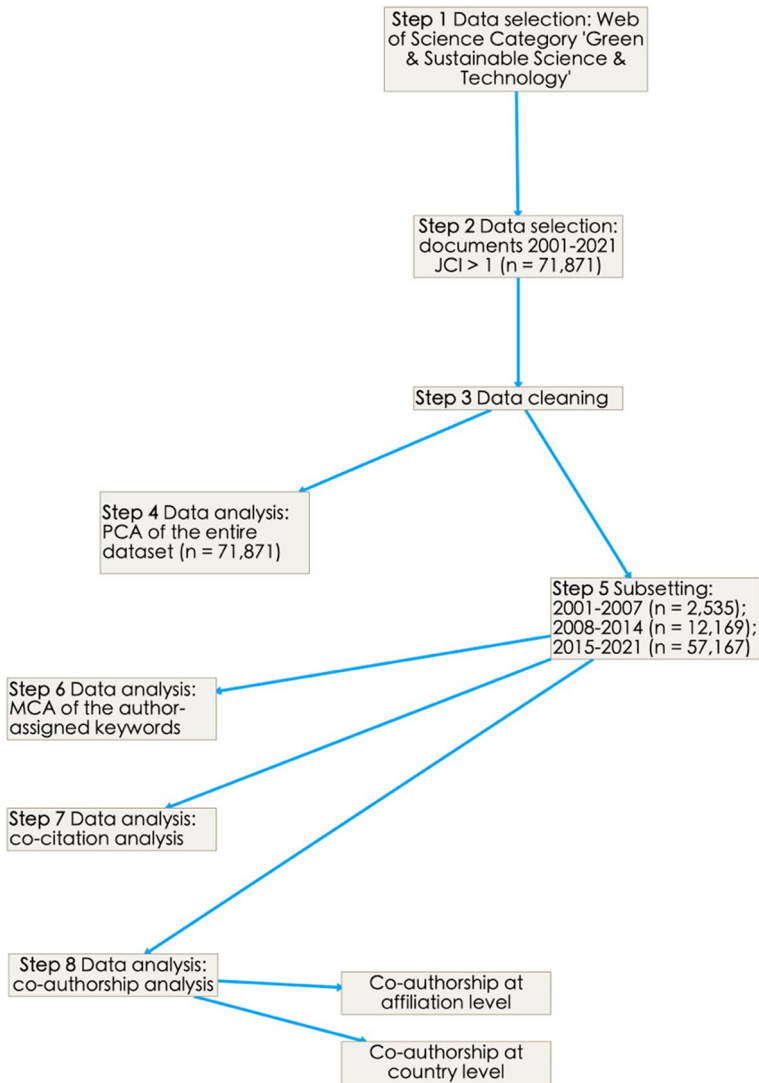 Step 1 Data selection: Web
of Science Category 'Green
& Sustainable Science &
Technology'
Step 2 Data selection:
documents 2001-2021
JCI > 1 (n = 71,871)
Step 3 Data cleaning
Step 4 Data analysis:
PCA of the entire
dataset (n = 71,871)
Step 5 Subsetting:
2001-2007 (n = 2,535);
2008-2014 (n = 12,169);
2015-2021 (n = 57,167)
Step 6 Data analysis:
MCA of the author-
assigned keywords
Step 7 Data analysis:
co-citation analysis
Step 8 Data analysis:
co-authorship analysis
Co-authorship at
affiliation level
Co-authorship at
country level